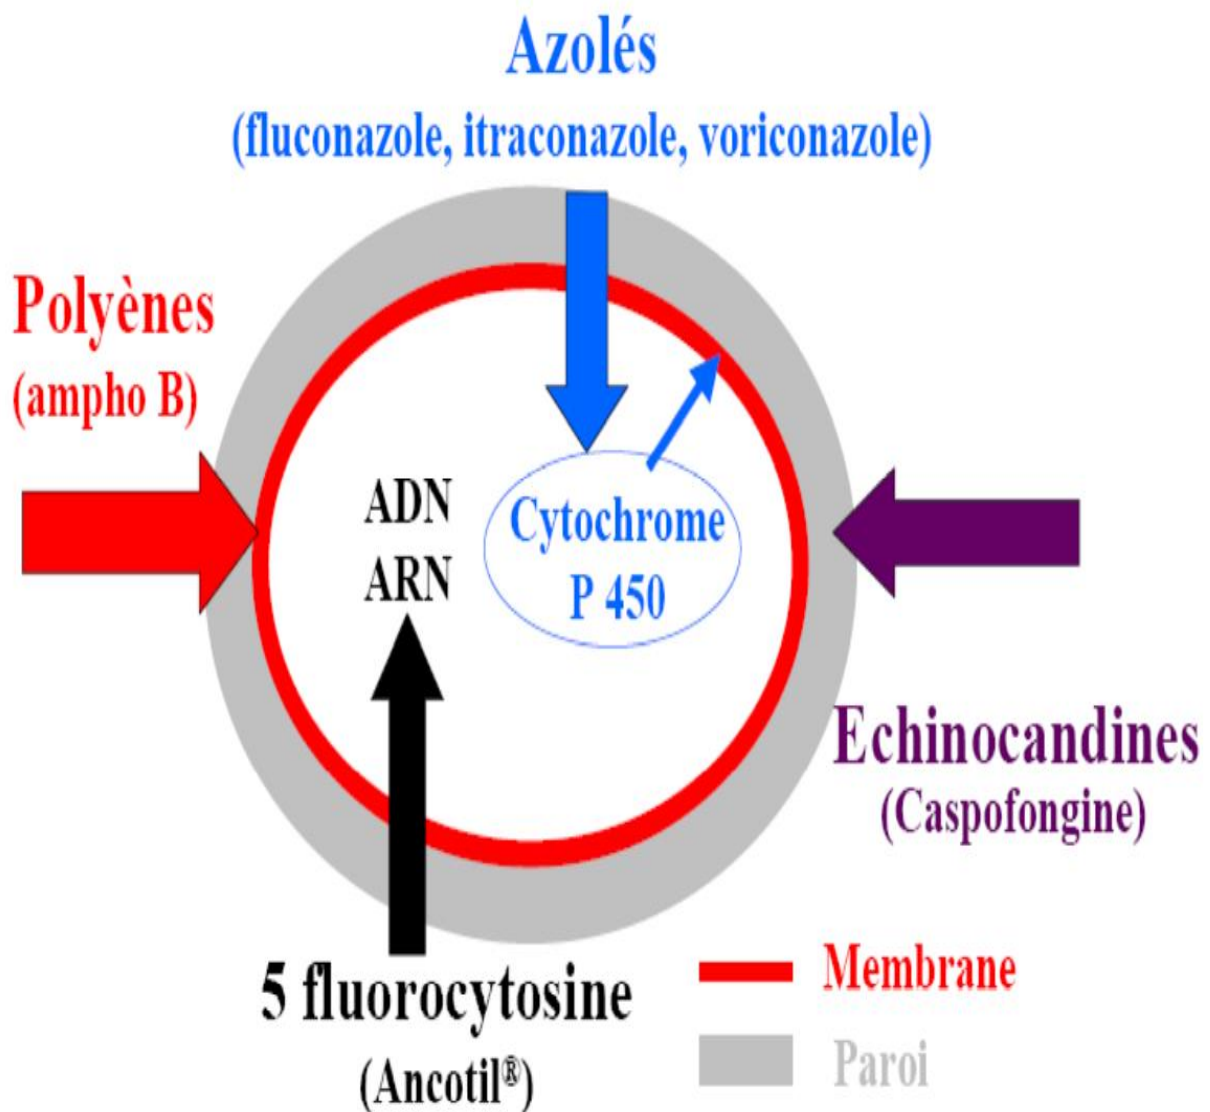 Azolés
(fluconazole, itraconazole, voriconazole)
Polyènes
(ampho B)
ADN
ARN
Cytochrome
P 450
Echinocandines
(Caspofongine)
5 fluorocytosine
(Ancotil®)
Membrane
Paroi